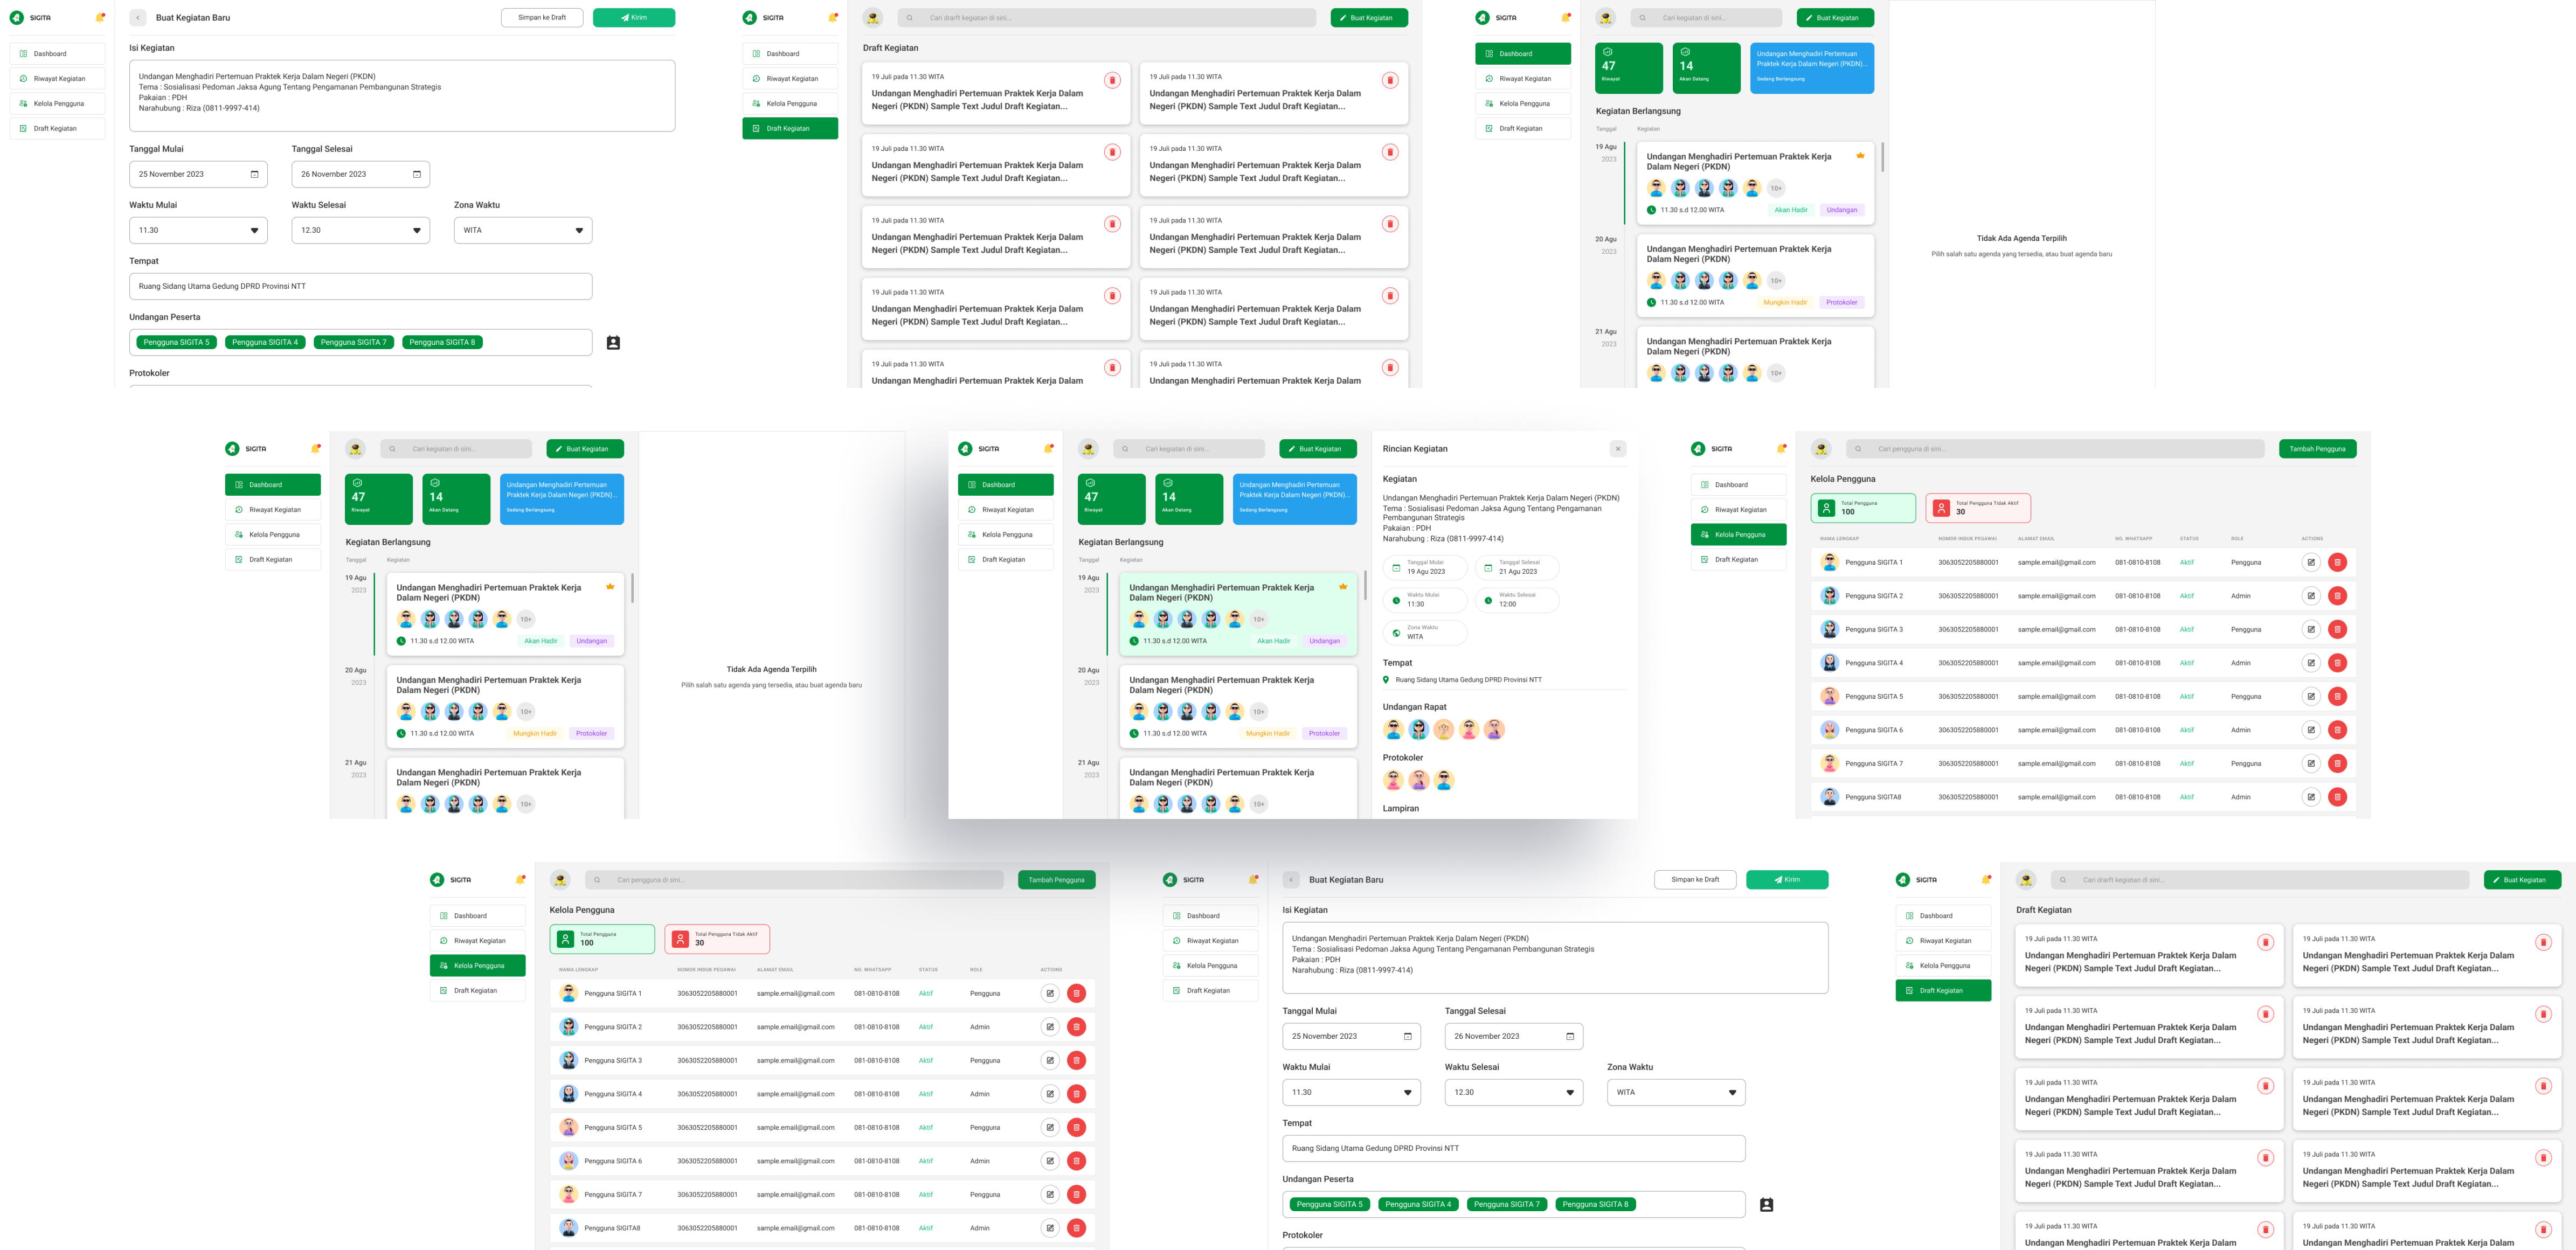 SIGITA
Dashboard
Riwayat Kegiatan
Kelola Pengguna
Draft Kegiatan
Buat Kegiatan Baru
Simpan ke Draft
Kirim
Isi Kegiatan
Undangan Menghadiri Pertemuan Praktek Kerja Dalam Negeri (PKDN)
Tema : Sosialisasi Pedoman Jaksa Agung Tentang Pengamanan Pembangunan Strategis
Pakaian : PDH
Narahubung : Riza (0811-9997-414)
Tanggal Mulai
Tanggal Selesai
25 November 2023
26 November 2023
Waktu Mulai
Waktu Selesai
Zona Waktu
11.30
12.30
WITA
Tempat
Ruang Sidang Utama Gedung DPRD Provinsi NTT
Undangan Peserta
Pengguna SIGITA 5
Pengguna SIGITA 4
Pengguna SIGITA 7
Pengguna SIGITA 8
Protokoler
SIGITA
Dashboard
Riwayat Kegiatan
Kelola Pengguna
Draft Kegiatan
Cari drarft kegiatan di sini...
Buat Kegiatan
Draft Kegiatan
19 Juli pada 11.30 WITA
Undangan Menghadiri Pertemuan Praktek Kerja Dalam
Negeri (PKDN) Sample Text Judul Draft Kegiatan...
19 Juli pada 11.30 WITA
Undangan Menghadiri Pertemuan Praktek Kerja Dalam
Negeri (PKDN) Sample Text Judul Draft Kegiatan...
19 Juli pada 11.30 WITA
Undangan Menghadiri Pertemuan Praktek Kerja Dalam
Negeri (PKDN) Sample Text Judul Draft Kegiatan...
19 Juli pada 11.30 WITA
Undangan Menghadiri Pertemuan Praktek Kerja Dalam
Negeri (PKDN) Sample Text Judul Draft Kegiatan...
19 Juli pada 11.30 WITA
Undangan Menghadiri Pertemuan Praktek Kerja Dalam
Negeri (PKDN) Sample Text Judul Draft Kegiatan...
19 Juli pada 11.30 WITA
Undangan Menghadiri Pertemuan Praktek Kerja Dalam
Negeri (PKDN) Sample Text Judul Draft Kegiatan...
19 Juli pada 11.30 WITA
Undangan Menghadiri Pertemuan Praktek Kerja Dalam
Negeri (PKDN) Sample Text Judul Draft Kegiatan...
19 Juli pada 11.30 WITA
Undangan Menghadiri Pertemuan Praktek Kerja Dalam
Negeri (PKDN) Sample Text Judul Draft Kegiatan...
19 Juli pada 11.30 WITA
Undangan Menghadiri Pertemuan Praktek Kerja Dalam
19 Juli pada 11.30 WITA
Undangan Menghadiri Pertemuan Praktek Kerja Dalam
SIGITA
Dashboard
Riwayat Kegiatan
Kelola Pengguna
Draft Kegiatan
Cari kegiatan di sini...
Buat Kegiatan
47
Riwayat
14
Akan Datang
Undangan Menghadiri Pertemuan
Praktek Kerja Dalam Negeri (PKDN)...
Sedang Berlangsung
Kegiatan Berlangsung
Tanggal
Kegiatan
19 Agu
2023
Undangan Menghadiri Pertemuan Praktek Kerja
Dalam Negeri (PKDN)
10+
11.30 s.d 12.00 WITA
Akan Hadir
Undangan
20 Agu
2023
Undangan Menghadiri Pertemuan Praktek Kerja
Dalam Negeri (PKDN)
10+
11.30 s.d 12.00 WITA
Mungkin Hadir
Protokoler
21 Agu
2023
Undangan Menghadiri Pertemuan Praktek Kerja
Dalam Negeri (PKDN)
10+
Tidak Ada Agenda Terpilih
Pilih salah satu agenda yang tersedia, atau buat agenda baru
SIGITA
Dashboard
Riwayat Kegiatan
Kelola Pengguna
Draft Kegiatan
Cari kegiatan di sini...
Buat Kegiatan
47
Riwayat
14
Akan Datang
Undangan Menghadiri Pertemuan
Praktek Kerja Dalam Negeri (PKDN)...
Sedang Berlangsung
Kegiatan Berlangsung
Tanggal
Kegiatan
19 Agu
2023
Undangan Menghadiri Pertemuan Praktek Kerja
Dalam Negeri (PKDN)
10+
11.30 s.d 12.00 WITA
Akan Hadir
Undangan
20 Agu
2023
Undangan Menghadiri Pertemuan Praktek Kerja
Dalam Negeri (PKDN)
10+
11.30 s.d 12.00 WITA
Mungkin Hadir
Protokoler
21 Agu
2023
Undangan Menghadiri Pertemuan Praktek Kerja
Dalam Negeri (PKDN)
10+
Tidak Ada Agenda Terpilih
Pilih salah satu agenda yang tersedia, atau buat agenda baru
SIGITA
Dashboard
Riwayat Kegiatan
Kelola Pengguna
Draft Kegiatan
Cari kegiatan di sini...
Buat Kegiatan
47
Riwayat
14
Akan Datang
Undangan Menghadiri Pertemuan
Praktek Kerja Dalam Negeri (PKDN)...
Sedang Berlangsung
Kegiatan Berlangsung
Tanggal
Kegiatan
19 Agu
2023
Undangan Menghadiri Pertemuan Praktek Kerja
Dalam Negeri (PKDN)
10+
11.30 s.d 12.00 WITA
Akan Hadir
Undangan
20 Agu
2023
Undangan Menghadiri Pertemuan Praktek Kerja
Dalam Negeri (PKDN)
10+
11.30 s.d 12.00 WITA
Mungkin Hadir
Protokoler
21 Agu
2023
Undangan Menghadiri Pertemuan Praktek Kerja
Dalam Negeri (PKDN)
10+
Rincian Kegiatan
Kegiatan
Undangan Menghadiri Pertemuan Praktek Kerja Dalam Negeri (PKDN)
Tema : Sosialisasi Pedoman Jaksa Agung Tentang Pengamanan
Pembangunan Strategis
Pakaian : PDH
Narahubung : Riza (0811-9997-414)
Tanggal Mulai
19 Agu 2023
Tanggal Selesai
21 Agu 2023
Waktu Mulai
11:30
Waktu Selesai
12:00
Zona Waktu
WITA
Tempat
Ruang Sidang Utama Gedung DPRD Provinsi NTT
Undangan Rapat
Protokoler
Lampiran
SIGITA
Dashboard
Riwayat Kegiatan
Kelola Pengguna
Draft Kegiatan
Cari pengguna di sini...
Tambah Pengguna
Kelola Pengguna
Total Pengguna
100
Total Pengguna Tidak Aktif
30
NAMA LENGKAP NOMOR INDUK PEGAWAI ALAMAT EMAIL NO. WHATSAPP STATUS ROLE ACTIONS
Pengguna SIGITA 1 3063052205880001 sample.email@gmail.com 081-0810-8108 Aktif Pengguna
Pengguna SIGITA 2 3063052205880001 sample.email@gmail.com 081-0810-8108 Aktif Admin
Pengguna SIGITA 3 3063052205880001 sample.email@gmail.com 081-0810-8108 Aktif Pengguna
Pengguna SIGITA 4 3063052205880001 sample.email@gmail.com 081-0810-8108 Aktif Admin
Pengguna SIGITA 5 3063052205880001 sample.email@gmail.com 081-0810-8108 Aktif Pengguna
Pengguna SIGITA 6 3063052205880001 sample.email@gmail.com 081-0810-8108 Aktif Admin
Pengguna SIGITA 7 3063052205880001 sample.email@gmail.com 081-0810-8108 Aktif Pengguna
Pengguna SIGITA8 3063052205880001 sample.email@gmail.com 081-0810-8108 Aktif Admin
SIGITA
Dashboard
Riwayat Kegiatan
Kelola Pengguna
Draft Kegiatan
Cari pengguna di sini...
Tambah Pengguna
Kelola Pengguna
Total Pengguna
100
Total Pengguna Tidak Aktif
30
NAMA LENGKAP NOMOR INDUK PEGAWAI ALAMAT EMAIL NO. WHATSAPP STATUS ROLE ACTIONS
Pengguna SIGITA 1 3063052205880001 sample.email@gmail.com 081-0810-8108 Aktif Pengguna
Pengguna SIGITA 2 3063052205880001 sample.email@gmail.com 081-0810-8108 Aktif Admin
Pengguna SIGITA 3 3063052205880001 sample.email@gmail.com 081-0810-8108 Aktif Pengguna
Pengguna SIGITA 4 3063052205880001 sample.email@gmail.com 081-0810-8108 Aktif Admin
Pengguna SIGITA 5 3063052205880001 sample.email@gmail.com 081-0810-8108 Aktif Pengguna
Pengguna SIGITA 6 3063052205880001 sample.email@gmail.com 081-0810-8108 Aktif Admin
Pengguna SIGITA 7 3063052205880001 sample.email@gmail.com 081-0810-8108 Aktif Pengguna
Pengguna SIGITA8 3063052205880001 sample.email@gmail.com 081-0810-8108 Aktif Admin
SIGITA
Dashboard
Riwayat Kegiatan
Kelola Pengguna
Draft Kegiatan
Buat Kegiatan Baru
Simpan ke Draft
Kirim
Isi Kegiatan
Undangan Menghadiri Pertemuan Praktek Kerja Dalam Negeri (PKDN)
Tema : Sosialisasi Pedoman Jaksa Agung Tentang Pengamanan Pembangunan Strategis
Pakaian : PDH
Narahubung : Riza (0811-9997-414)
Tanggal Mulai
Tanggal Selesai
25 November 2023
26 November 2023
Waktu Mulai
Waktu Selesai
Zona Waktu
11.30
12.30
WITA
Tempat
Ruang Sidang Utama Gedung DPRD Provinsi NTT
Undangan Peserta
Pengguna SIGITA 5
Pengguna SIGITA 4
Pengguna SIGITA 7
Pengguna SIGITA 8
Protokoler
SIGITA
Dashboard
Riwayat Kegiatan
Kelola Pengguna
Draft Kegiatan
Cari drarft kegiatan di sini...
Buat Kegiatan
Draft Kegiatan
19 Juli pada 11.30 WITA
Undangan Menghadiri Pertemuan Praktek Kerja Dalam
Negeri (PKDN) Sample Text Judul Draft Kegiatan...
19 Juli pada 11.30 WITA
Undangan Menghadiri Pertemuan Praktek Kerja Dalam
Negeri (PKDN) Sample Text Judul Draft Kegiatan...
19 Juli pada 11.30 WITA
Undangan Menghadiri Pertemuan Praktek Kerja Dalam
Negeri (PKDN) Sample Text Judul Draft Kegiatan...
19 Juli pada 11.30 WITA
Undangan Menghadiri Pertemuan Praktek Kerja Dalam
Negeri (PKDN) Sample Text Judul Draft Kegiatan...
19 Juli pada 11.30 WITA
Undangan Menghadiri Pertemuan Praktek Kerja Dalam
Negeri (PKDN) Sample Text Judul Draft Kegiatan...
19 Juli pada 11.30 WITA
Undangan Menghadiri Pertemuan Praktek Kerja Dalam
Negeri (PKDN) Sample Text Judul Draft Kegiatan...
19 Juli pada 11.30 WITA
Undangan Menghadiri Pertemuan Praktek Kerja Dalam
Negeri (PKDN) Sample Text Judul Draft Kegiatan...
19 Juli pada 11.30 WITA
Undangan Menghadiri Pertemuan Praktek Kerja Dalam
Negeri (PKDN) Sample Text Judul Draft Kegiatan...
19 Juli pada 11.30 WITA
Undangan Menghadiri Pertemuan Praktek Kerja Dalam
19 Juli pada 11.30 WITA
Undangan Menghadiri Pertemuan Praktek Kerja Dalam